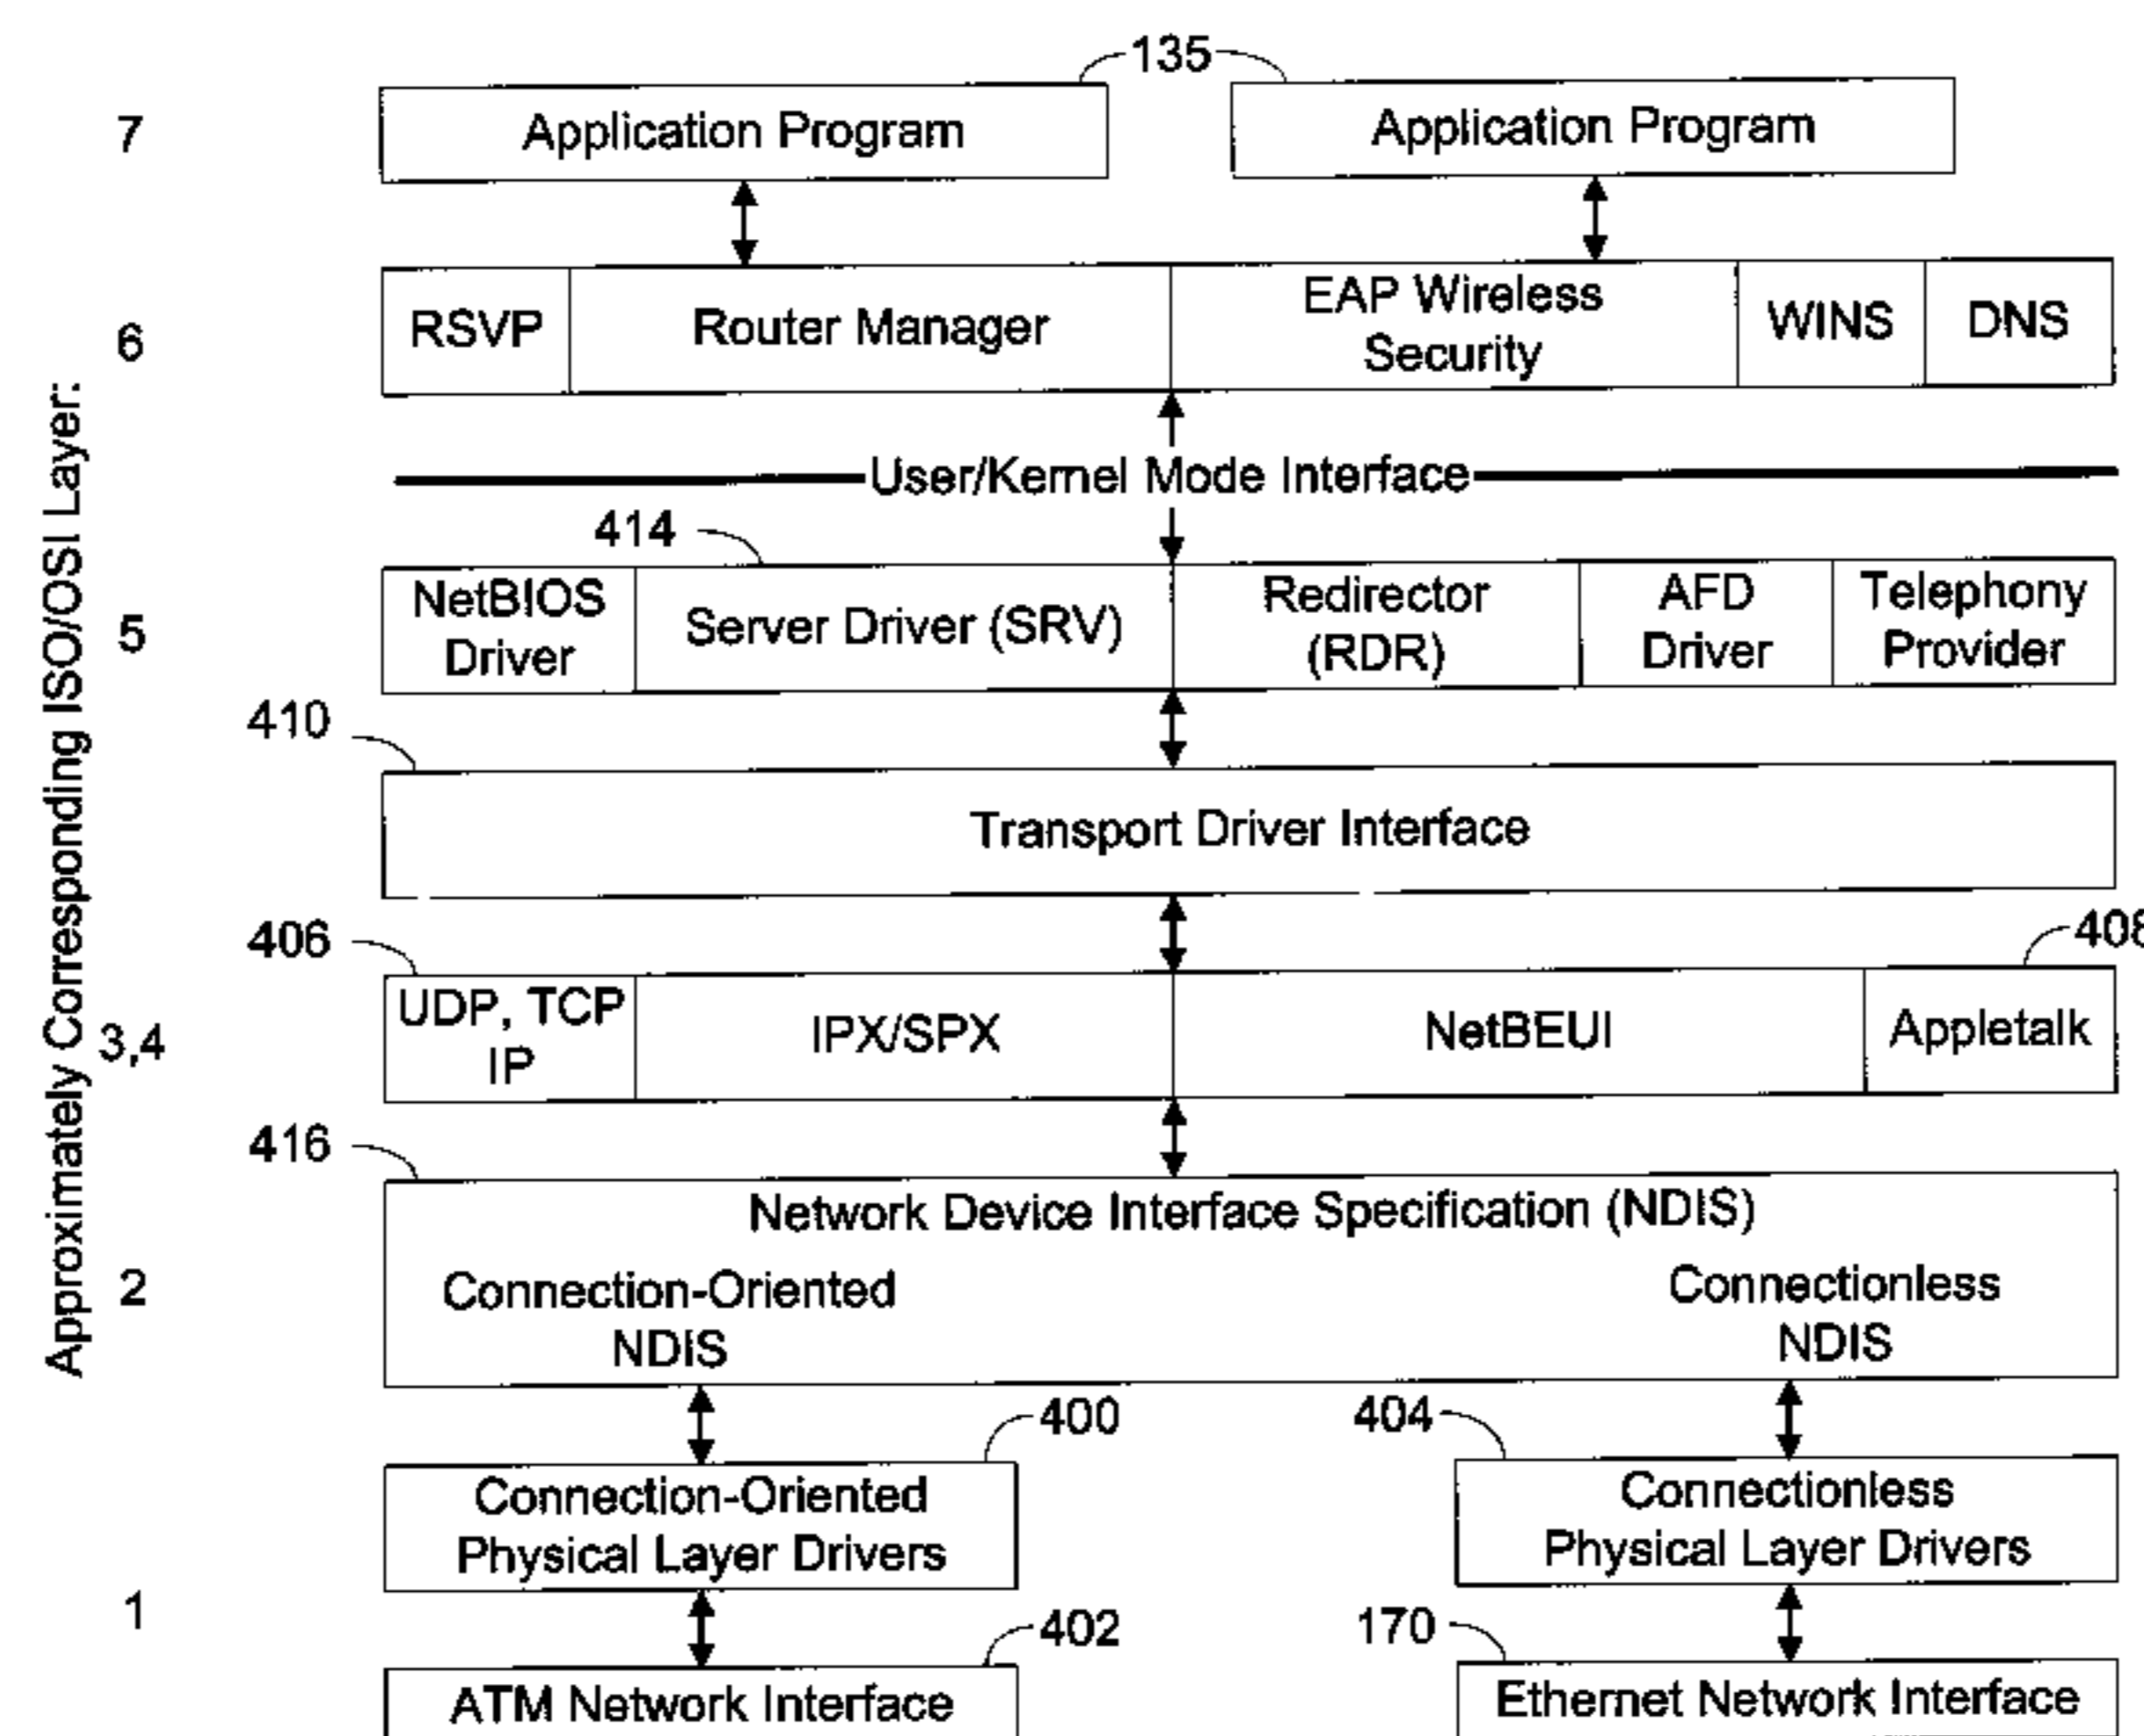 135
7
Application Program
Application Program
6
RSVP
Router Manager
EAP Wireless
Security
WINS
DNS
Approximately Corresponding ISO/OSI Layer:
User/Kernel Mode Interface
414
5
NetBIOS
Driver
Server Driver (SRV)
Redirector
(RDR)
AFD
Driver
Telephony
Provider
410
Transport Driver Interface
406
408
3,4
UDP, TCP
IP
IPX/SPX
NetBEUI
Appletalk
416
Network Device Interface Specification (NDIS)
2
Connection-Oriented
NDIS
Connectionless
NDIS
400
404
Connection-Oriented
Physical Layer Drivers
Connectionless
Physical Layer Drivers
1
402
170
ATM Network Interface
Ethernet Network Interface